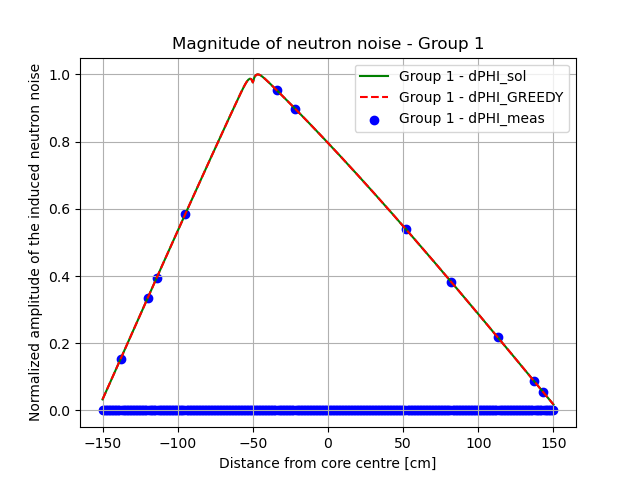 Magnitude of neutron noise - Group 1
Normalized amplitude of the induced neutron noise
1.0
0.8
0.6
0.4
0.2
0.0
Group 1 - dPHI_sol
Group 1 - dPHI_GREEDY
Group 1 - dPHI_meas
−150
−100
−50
0
50
100
150
Distance from core centre [cm]